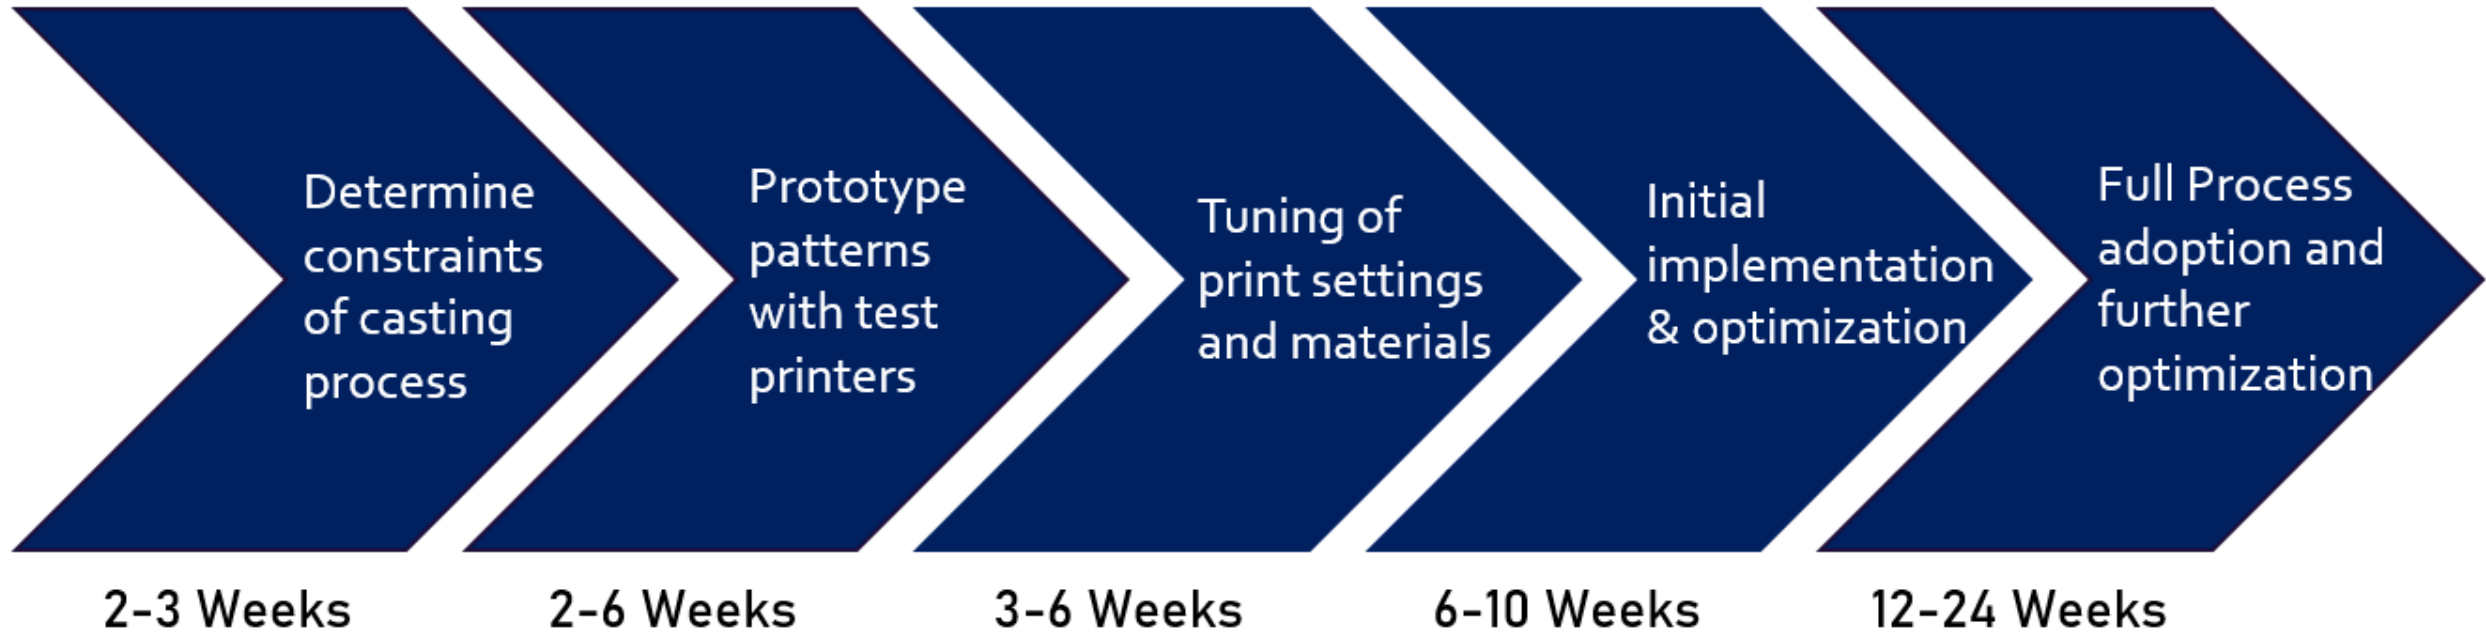 Determine
constraints
of casting
process
Prototype
patterns
with test
printers
Tuning of
print settings
and materials
Initial
implementation
& optimization
Full Process
adoption and
further
optimization
2-3 Weeks
2-6 Weeks
3-6 Weeks
6-10 Weeks
12-24 Weeks